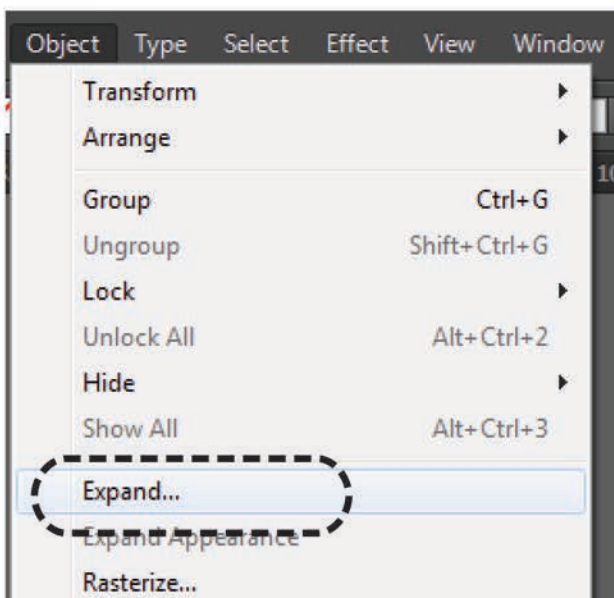 Object Type Select Effect View Window
Transform
Arrange
10
Group Ctrl+G
Ungroup Shift+Ctrl+G
Lock
Unlock All Alt+Ctrl+2
Hide
Show All Alt+Ctrl+3
Expand...
Expand Appearance
Rasterize...